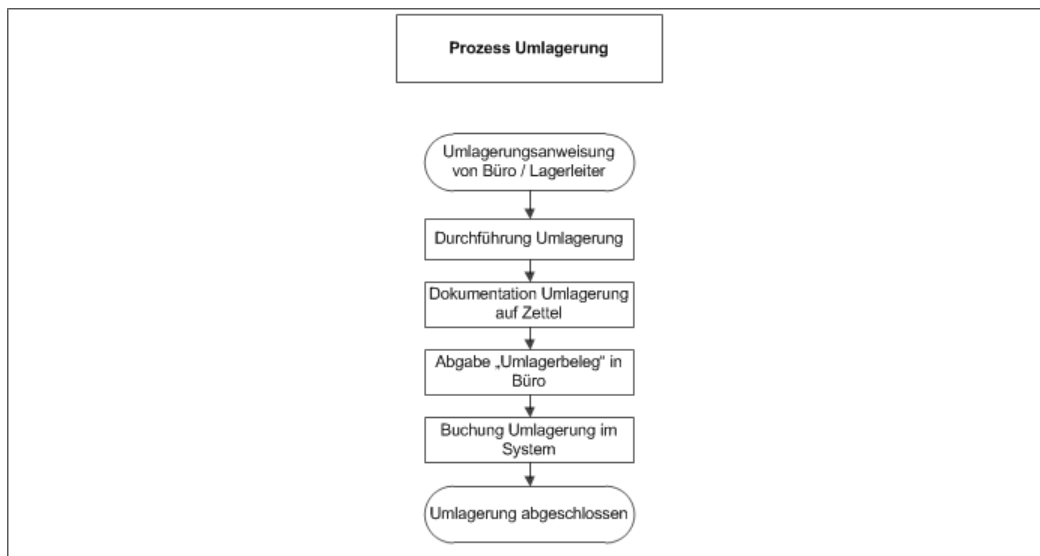 Prozess Umlagerung
Umlagerungsanweisung
von Büro / Lagerleiter
Durchführung Umlagerung
Dokumentation Umlagerung
auf Zettel
Abgabe „Umlagerbeleg“ in
Büro
Buchung Umlagerung im
System
Umlagerung abgeschlossen